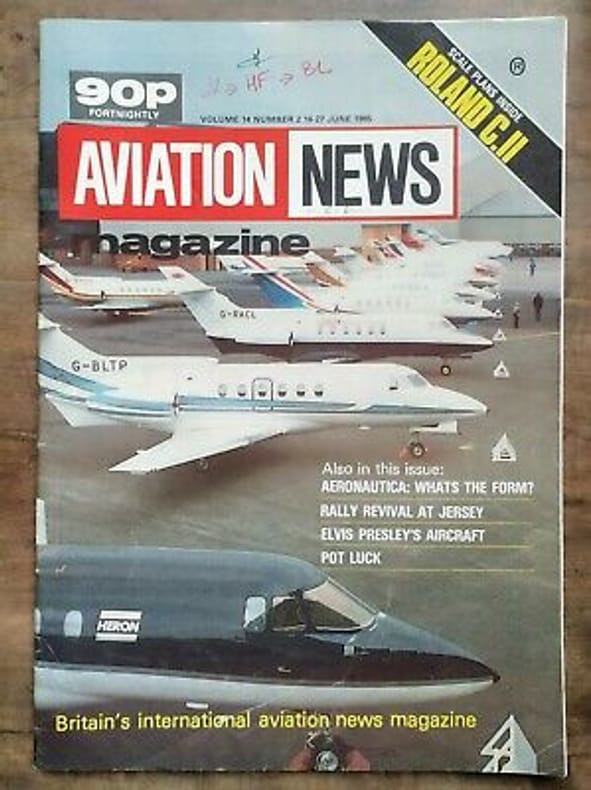 90p
FORTNIGHTLY
SCALE PLANS INSIDE
ROLAND C.II
®
VOLUME 14 NUMBER 2 14-27 JUNE 1985
AVIATION NEWS
magazine
G-BLTP
Also in this issue:
AERONAUTICA: WHATS THE FORM?
RALLY REVIVAL AT JERSEY
ELVIS PRESLEY'S AIRCRAFT
POT LUCK
HERON
Britain's international aviation news magazine